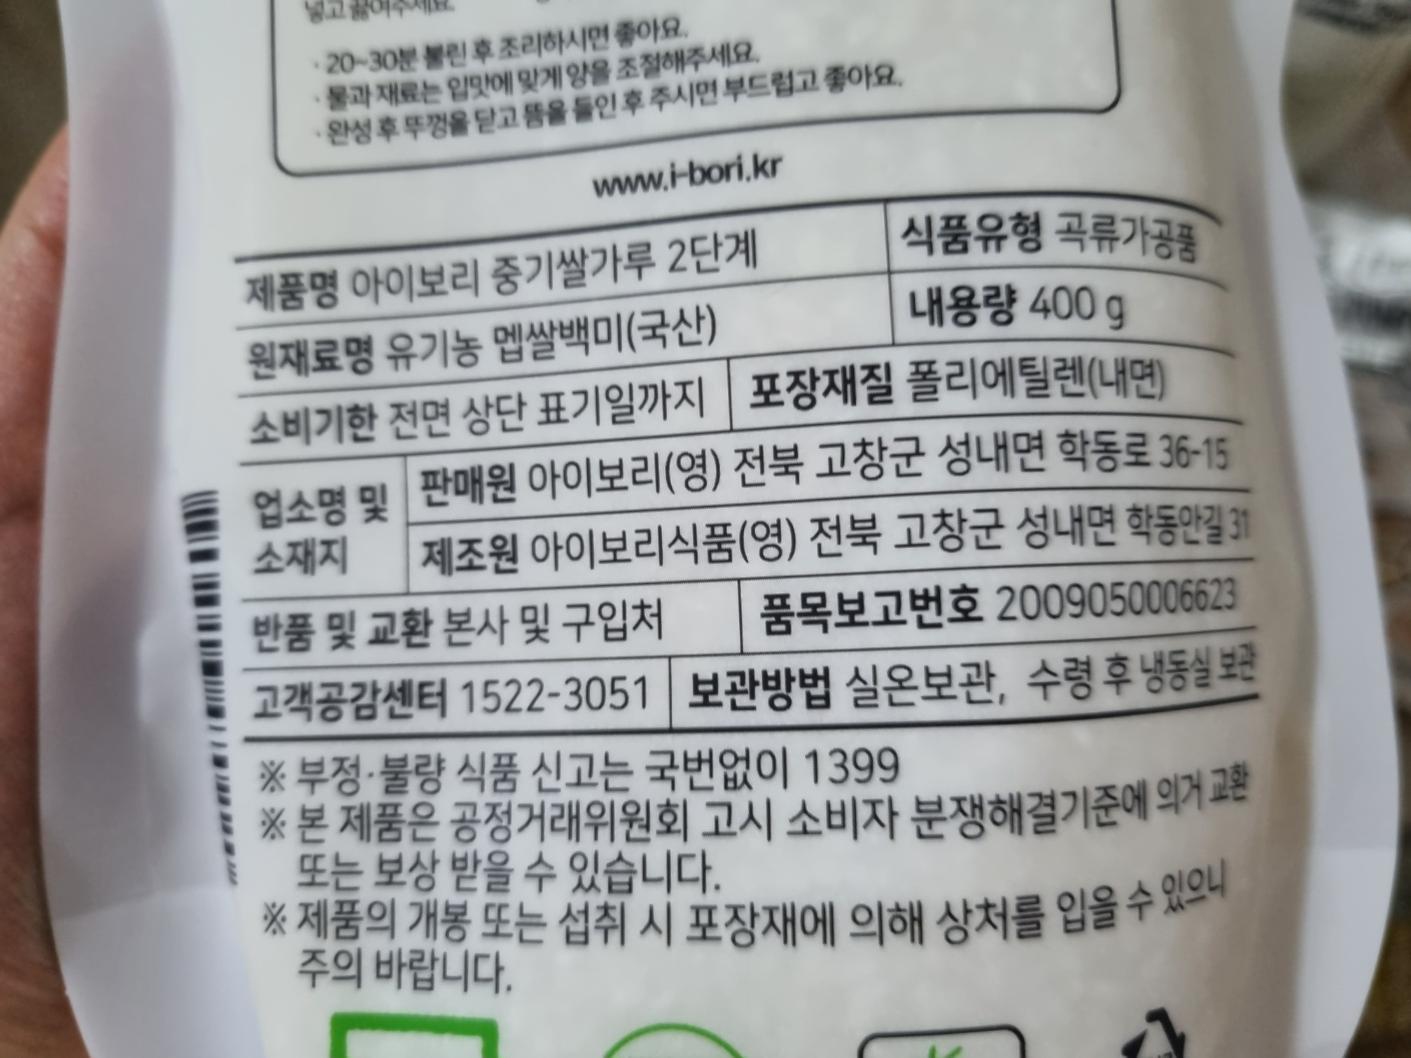 넣고 끓여주세요.
· 20~30분 불린 후 조리하시면 좋아요.
· 물과 재료는 입맛에 맞게 양을 조절해주세요.
· 완성 후 뚜껑을 닫고 뜸을 들인 후 주시면 부드럽고 좋아요.
www.i-bori.kr
제품명 아이보리 중기쌀가루 2단계 식품유형 곡류가공품
원재료명 유기농 멥쌀백미(국산) 내용량 400 g
소비기한 전면 상단 표기일까지 포장재질 폴리에틸렌(내면)
업소명 및 소재지 판매원 아이보리(영) 전북 고창군 성내면 학동로 36-15
제조원 아이보리식품(영) 전북 고창군 성내면 학동안길 31
반품 및 교환 본사 및 구입처 품목보고번호 2009050006623
고객공감센터 1522-3051 보관방법 실온보관, 수령 후 냉동실 보관
※ 부정·불량 식품 신고는 국번없이 1399
※ 본 제품은 공정거래위원회 고시 소비자 분쟁해결기준에 의거 교환
또는 보상 받을 수 있습니다.
※ 제품의 개봉 또는 섭취 시 포장재에 의해 상처를 입을 수 있으니
주의 바랍니다.